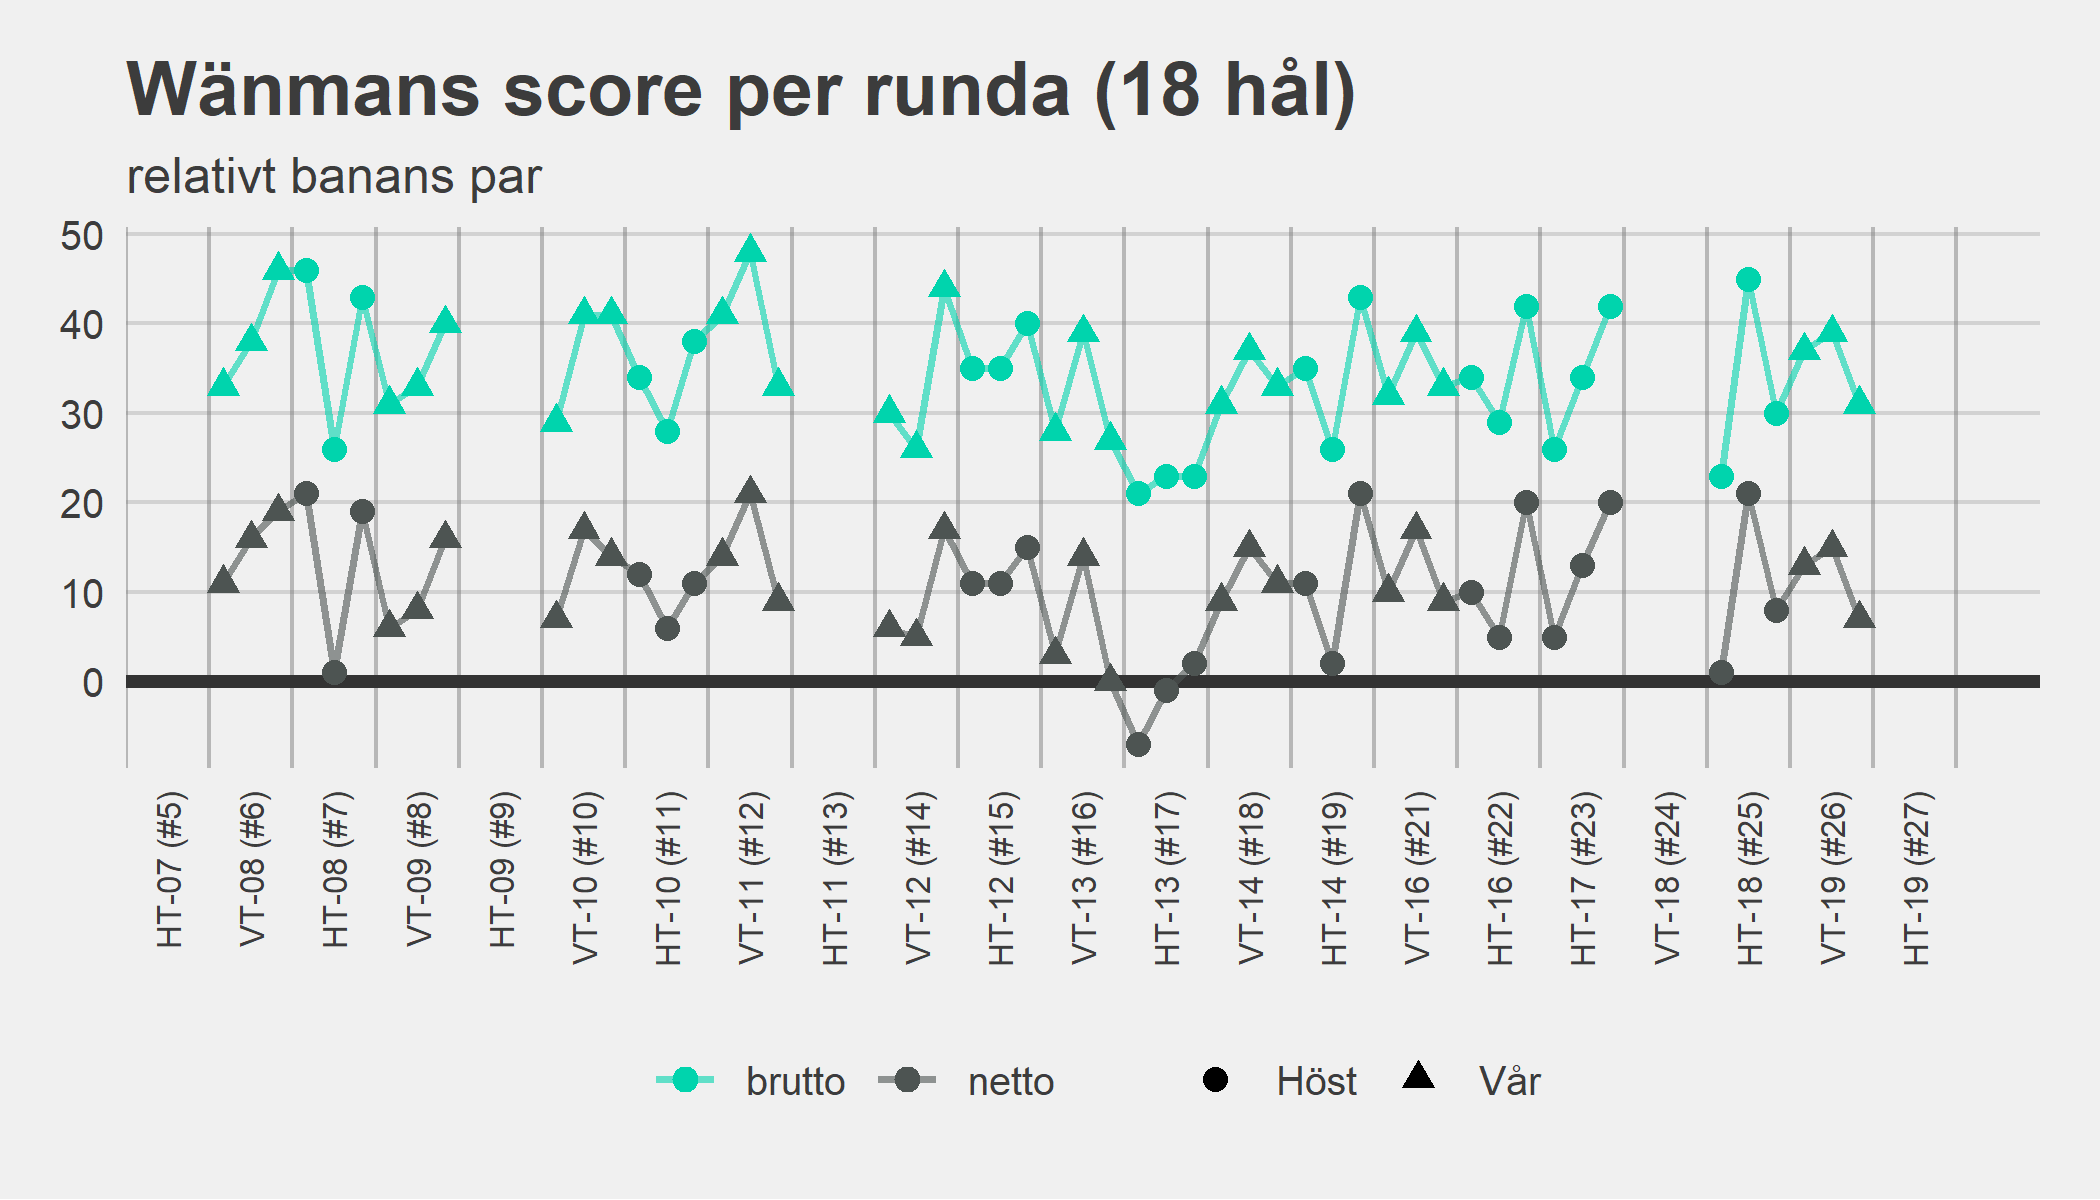 Wänmans score per runda (18 hål)
relativt banans par
50
40
30
20
10
0
HT-07 (#5)
VT-08 (#6)
HT-08 (#7)
VT-09 (#8)
HT-09 (#9)
VT-10 (#10)
HT-10 (#11)
VT-11 (#12)
HT-11 (#13)
VT-12 (#14)
HT-12 (#15)
VT-13 (#16)
HT-13 (#17)
VT-14 (#18)
HT-14 (#19)
VT-16 (#21)
HT-16 (#22)
HT-17 (#23)
VT-18 (#24)
HT-18 (#25)
VT-19 (#26)
HT-19 (#27)
brutto netto Höst Vår